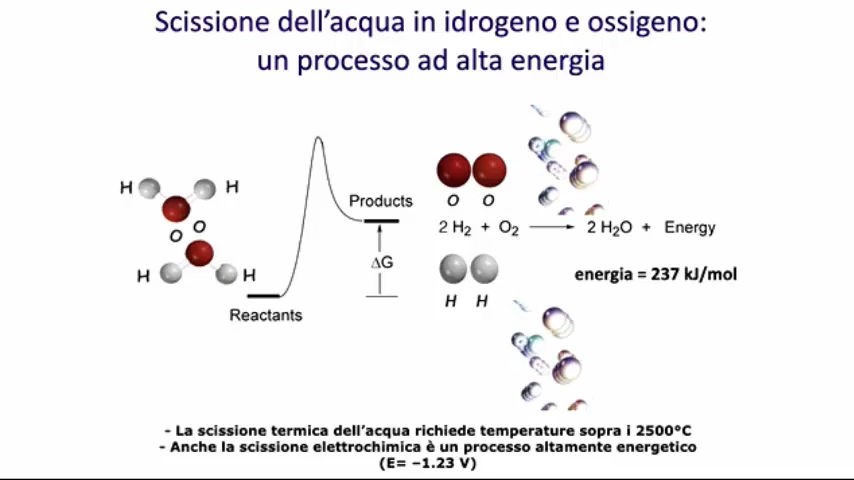 Scissione dell'acqua in idrogeno e ossigeno:
un processo ad alta energia
H H
O
O
H H
Reactants
Products
ΔG
O O
2 H₂ + O₂ ⟶ 2 H₂O + Energy
H H
energia = 237 kJ/mol
- La scissione termica dell'acqua richiede temperature sopra i 2500°C
- Anche la scissione elettrochimica è un processo altamente energetico
(E= –1.23 V)